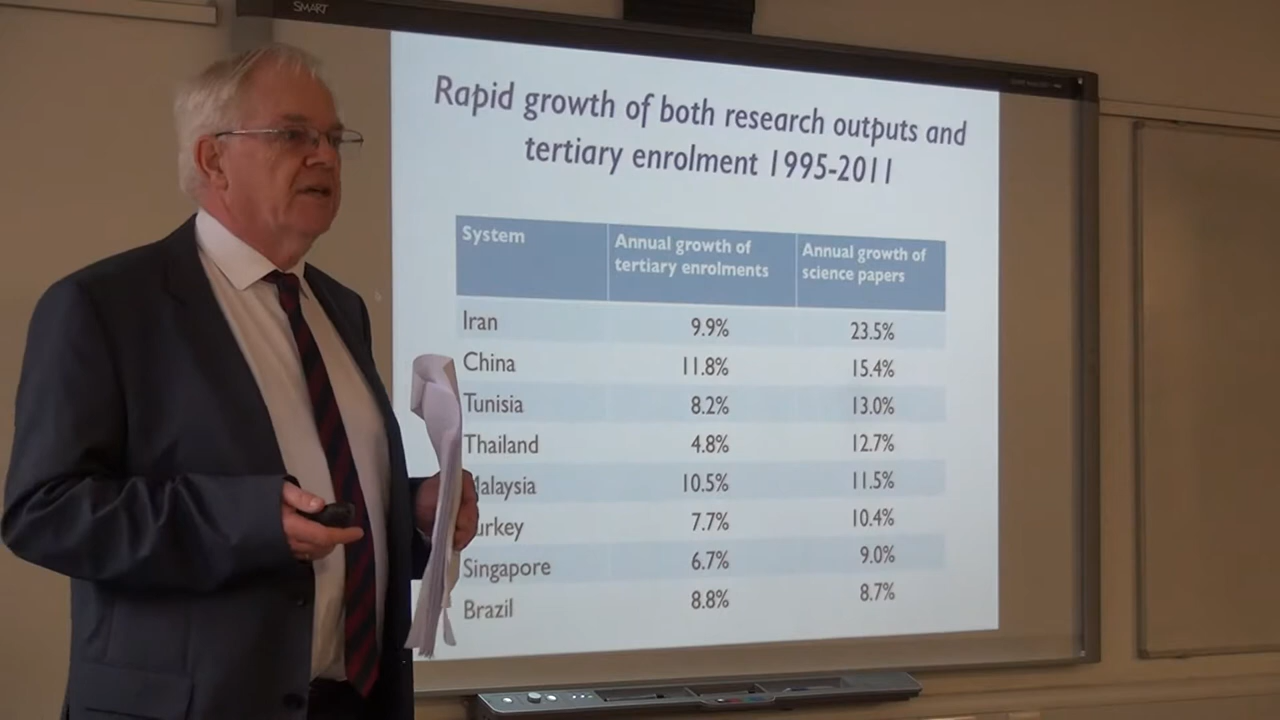 SMART
Rapid growth of both research outputs and
tertiary enrolment 1995-2011
System
Annual growth of
tertiary enrolments
Annual growth of
science papers
Iran 9.9% 23.5%
China 11.8% 15.4%
Tunisia 8.2% 13.0%
Thailand 4.8% 12.7%
alaysia 10.5% 11.5%
urkey 7.7% 10.4%
Singapore 6.7% 9.0%
Brazil 8.8% 8.7%